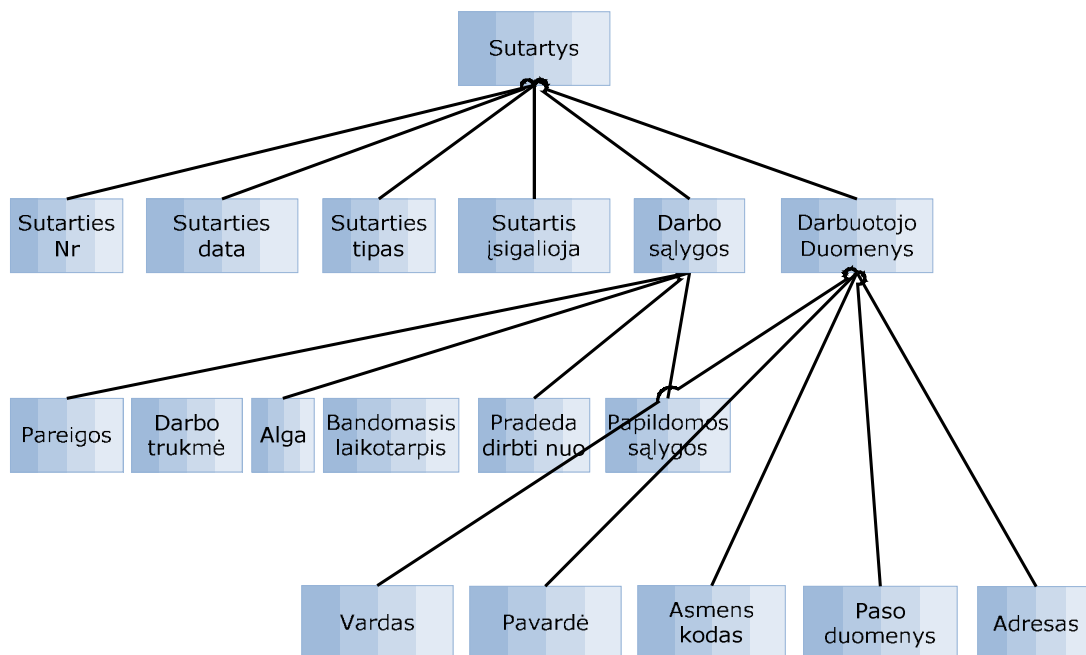 Sutartys
Sutarties
Nr
Sutarties
data
Sutarties
tipas
Sutartis
įsigalioja
Darbo
sąlygos
Darbuotojo
Duomenys
Pareigos
Darbo
trukmė
Alga
Bandomasis
laikotarpis
Pradeda
dirbti nuo
Papildomos
sąlygos
Vardas
Pavardė
Asmens
kodas
Paso
duomenys
Adresas